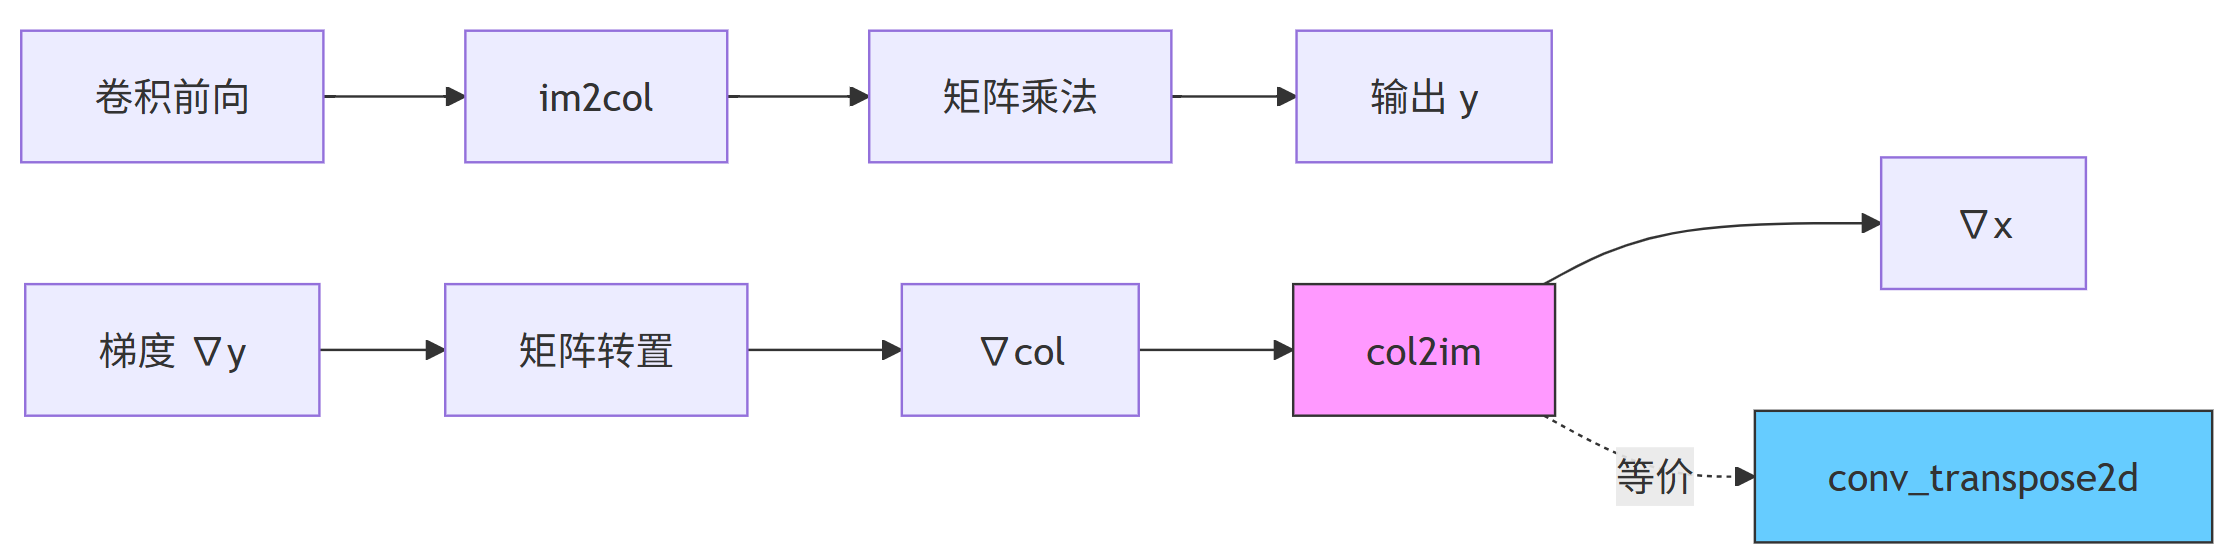 卷积前向
im2col
矩阵乘法
输出 y
∇x
梯度 ∇y
矩阵转置
∇col
col2im
等价
conv_transpose2d